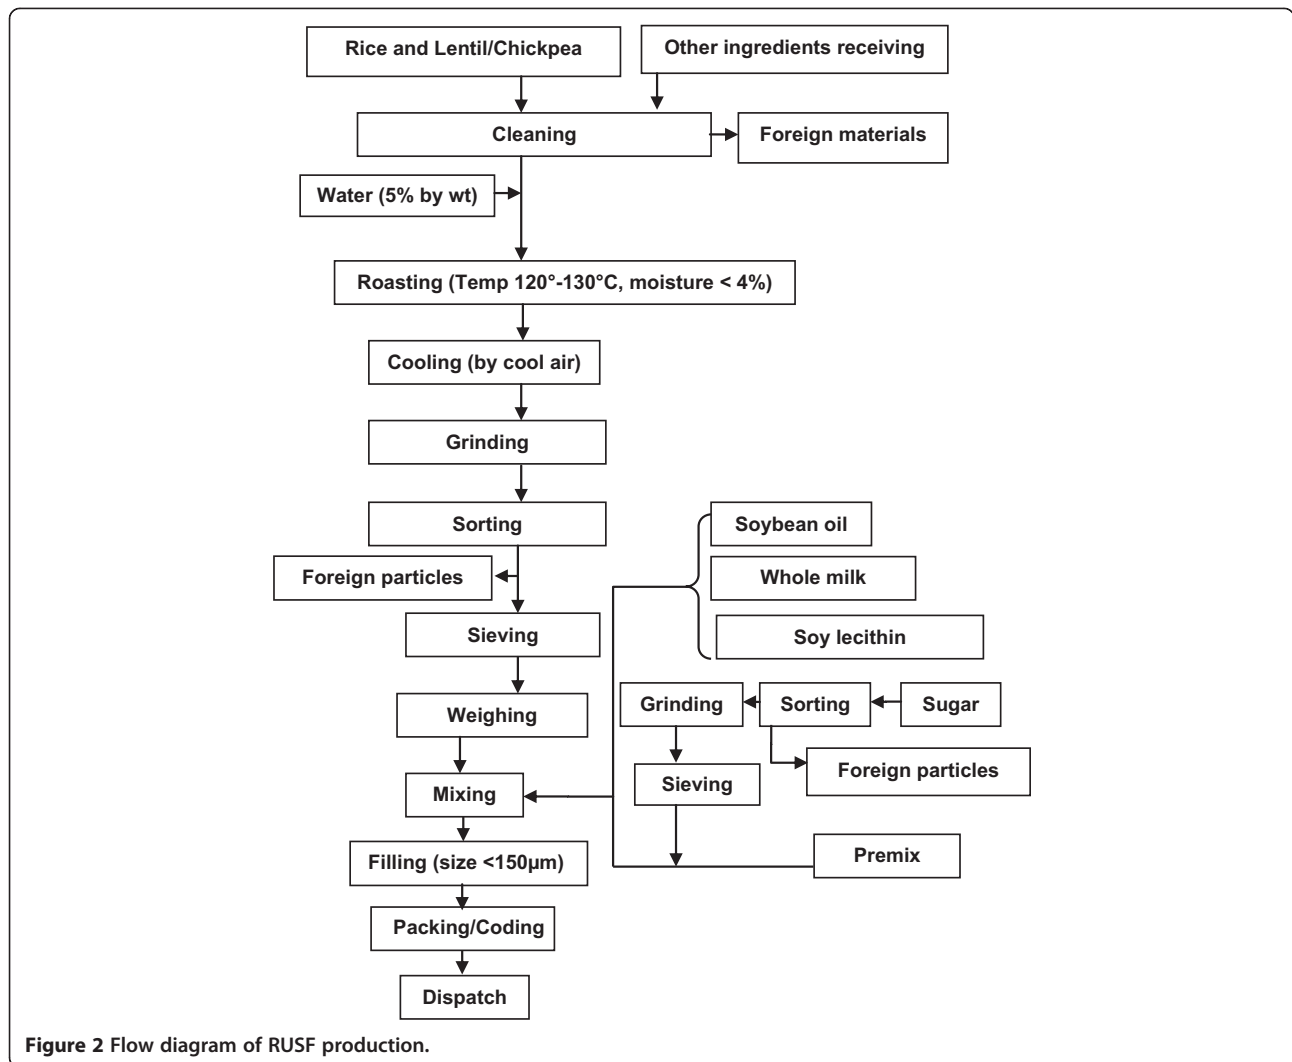 Rice and Lentil/Chickpea
Other ingredients receiving
Cleaning
Foreign materials
Water (5% by wt)
Roasting (Temp 120°-130°C, moisture < 4%)
Cooling (by cool air)
Grinding
Sorting
Soybean oil
Foreign particles
Whole milk
Sieving
Soy lecithin
Weighing
Grinding
Sorting
Sugar
Foreign particles
Mixing
Sieving
Filling (size <150µm)
Premix
Packing/Coding
Dispatch
Figure 2 Flow diagram of RUSF production.